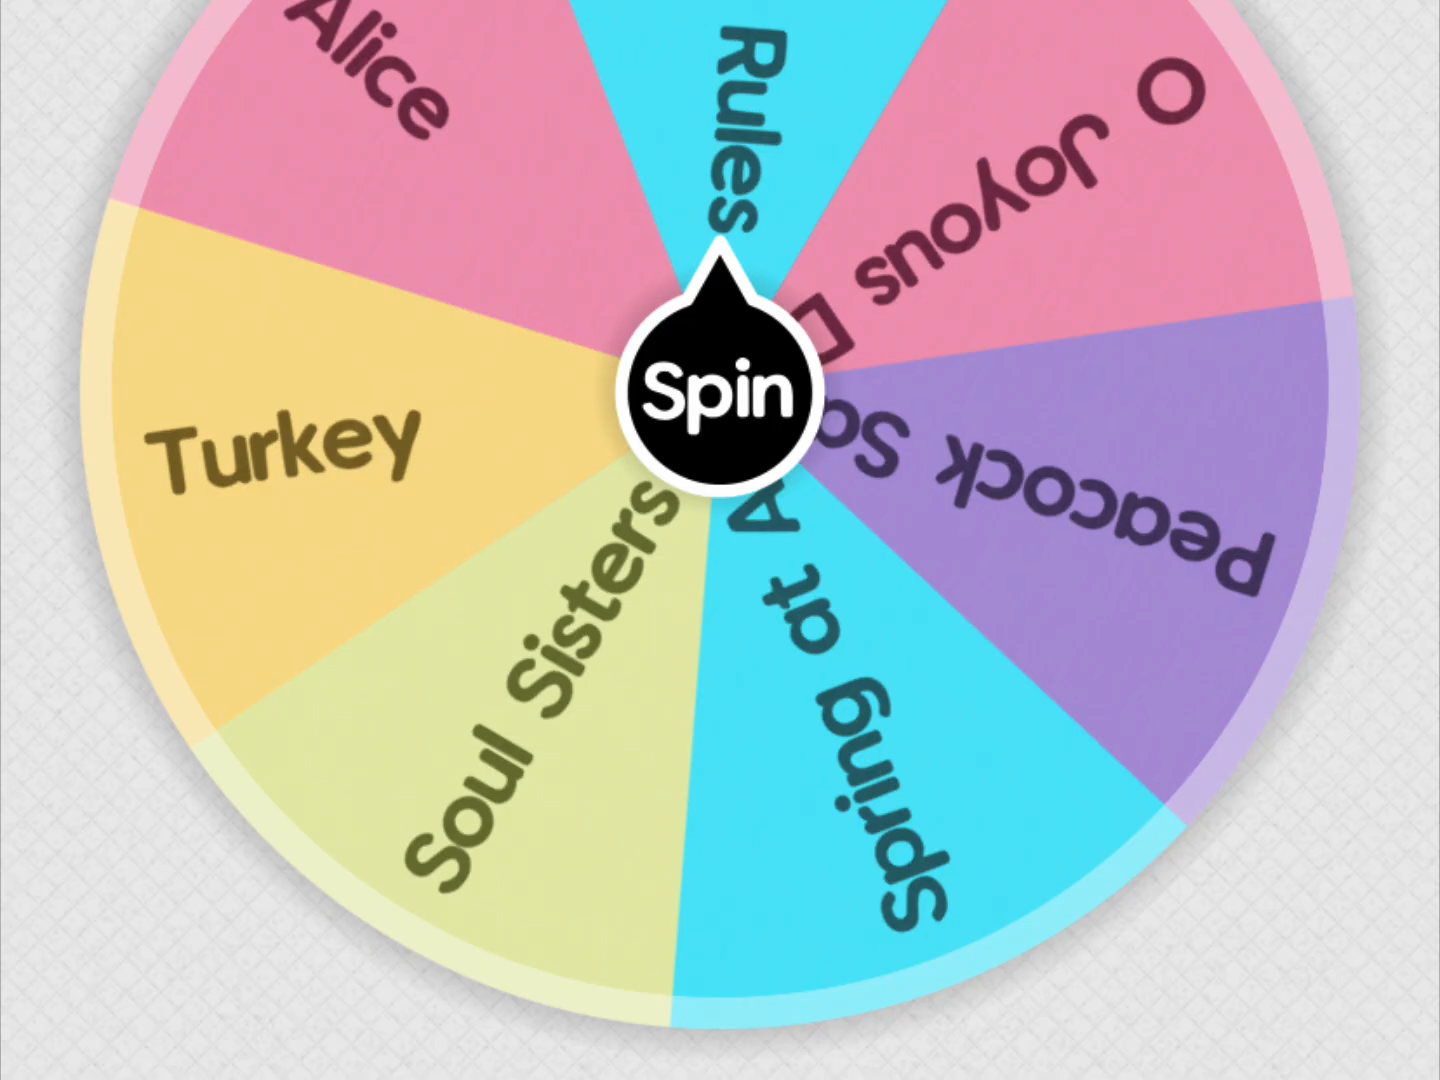 Alice
Rules
O Joyous D
Peacock So
Spring at A
Soul Sisters
Turkey
Spin